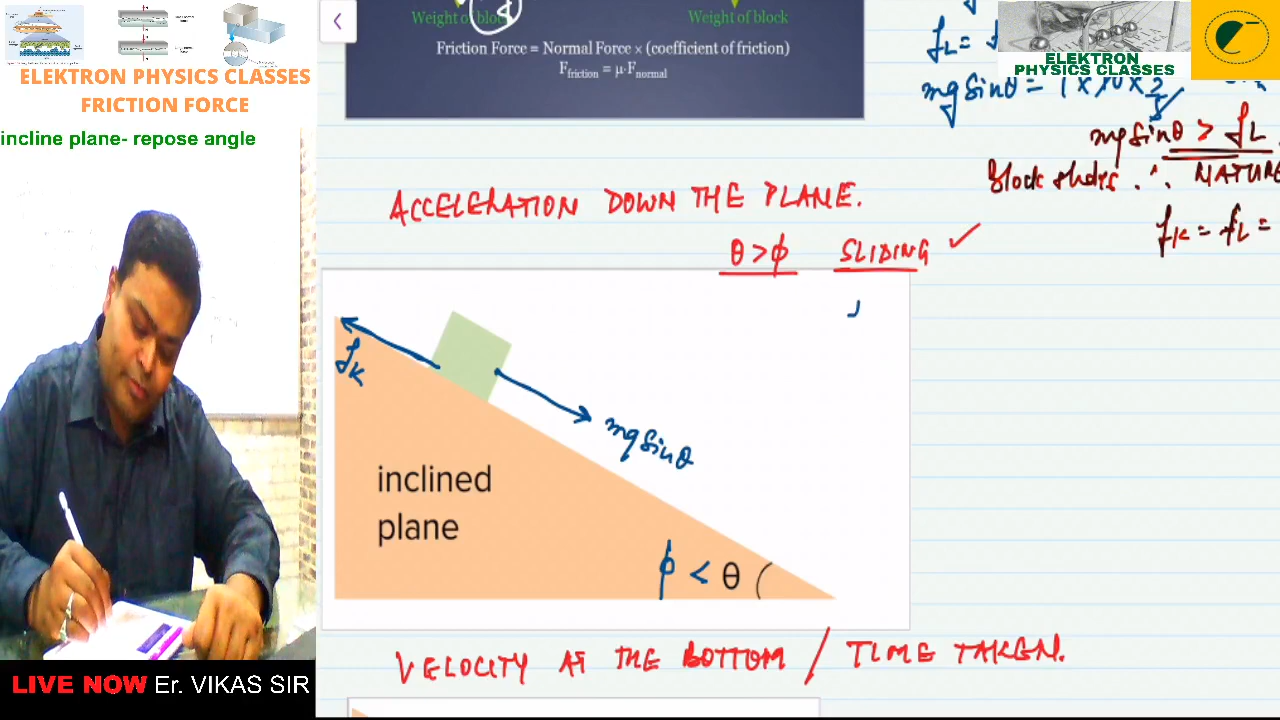 ELEKTRON PHYSICS CLASSES
FRICTION FORCE
incline plane- repose angle
LIVE NOW Er. VIKAS SIR
Weight of block
Weight of block
Friction Force = Normal Force × (coefficient of friction)
Ffriction = μ·Fnormal
ELEKTRON
PHYSICS CLASSES
fL =
mg sinθ = 1 × 10 ×
mg sinθ > fL
Block slides ∴ NATURE
fK = fL =
ACCELERATION DOWN THE PLANE.
θ > ϕ SLIDING ✓
fK
mg sinθ
inclined
plane
ϕ < θ
VELOCITY AT THE BOTTOM / TIME TAKEN.